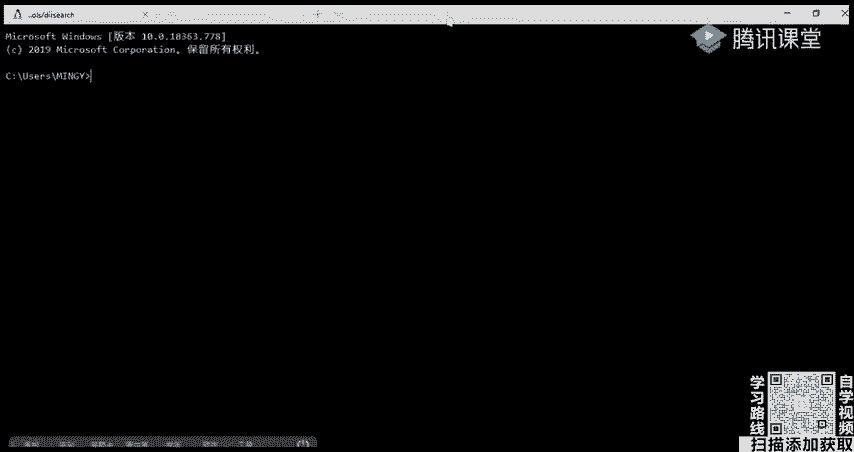 ..ols/dirsearch
Microsoft Windows [版本 10.0.18363.778]
(c) 2019 Microsoft Corporation。保留所有权利。
C:\Users\MINGY>
腾讯课堂
学习路线
自学视频
扫描添加获取